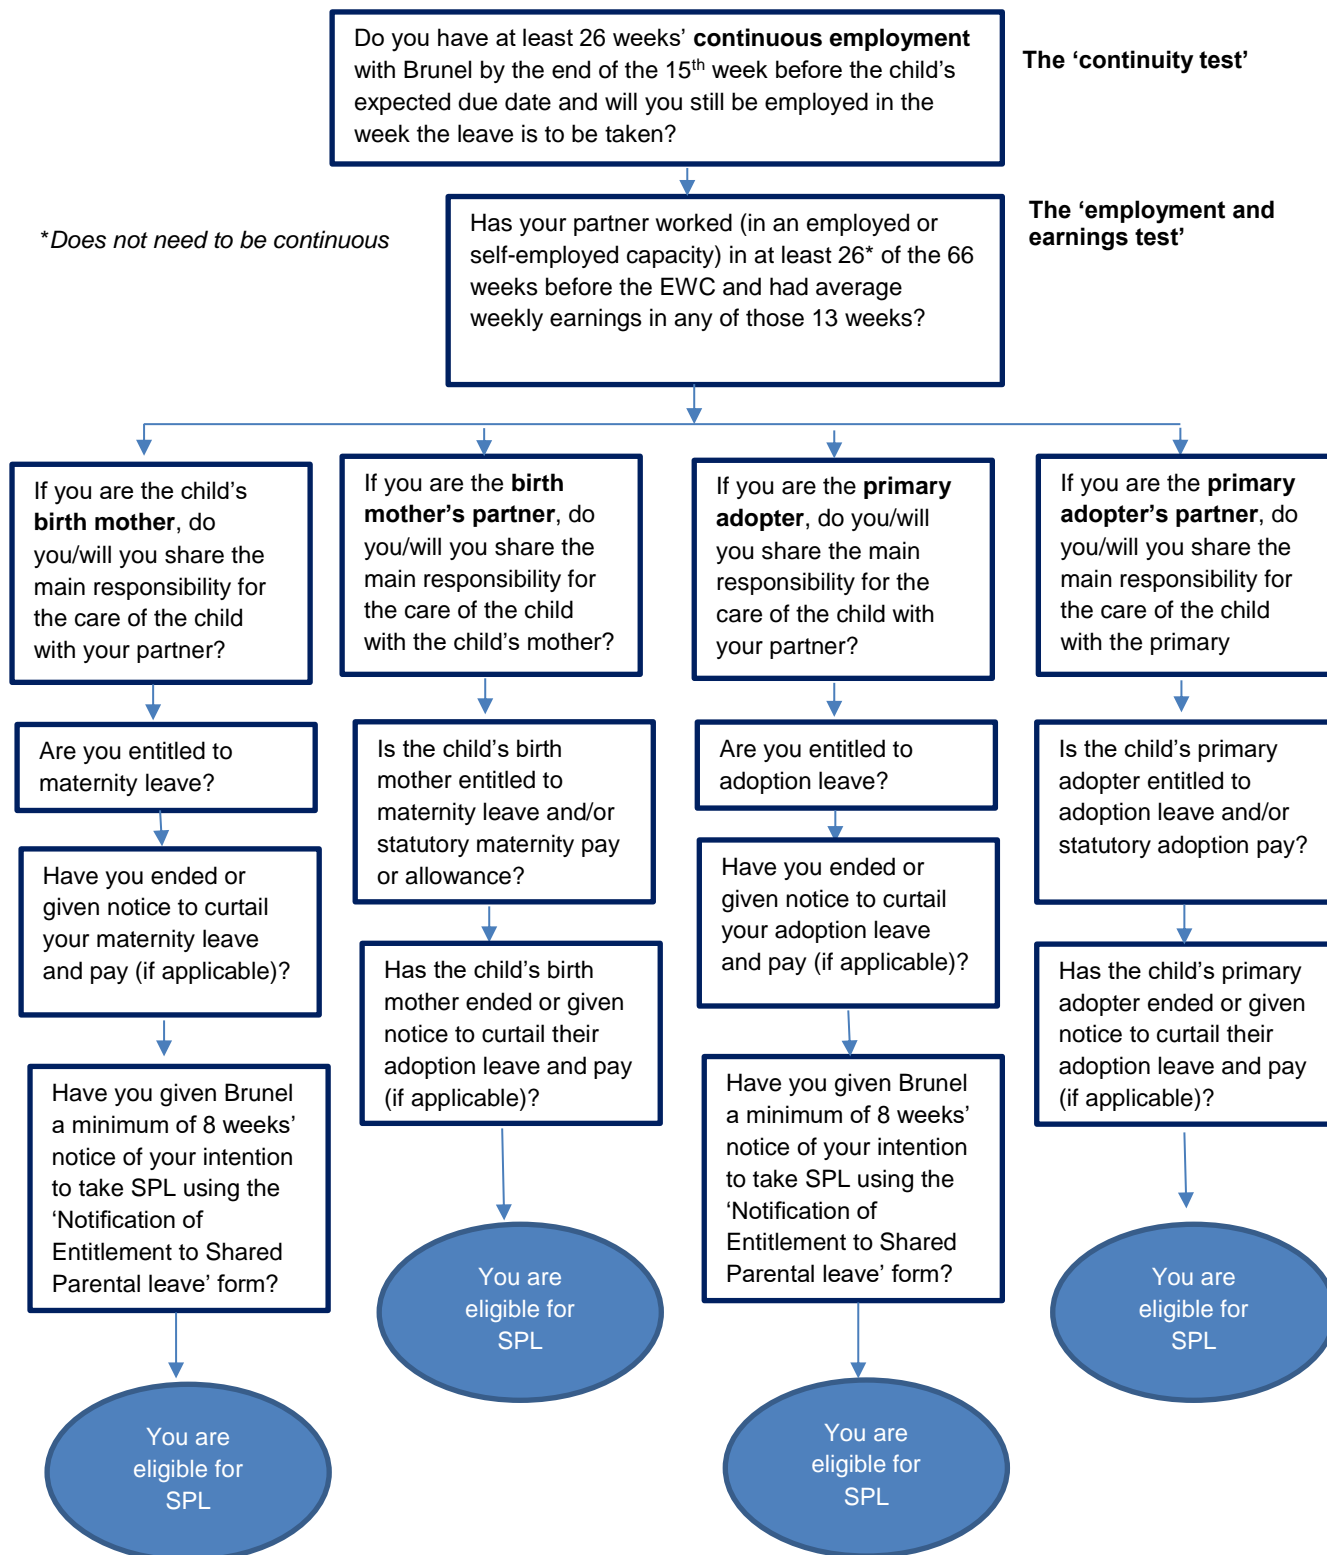 Do you have at least 26 weeks’ continuous employment
with Brunel by the end of the 15th week before the child’s
expected due date and will you still be employed in the
week the leave is to be taken?
The ‘continuity test’
*Does not need to be continuous
Has your partner worked (in an employed or
self-employed capacity) in at least 26* of the 66
weeks before the EWC and had average
weekly earnings in any of those 13 weeks?
The ‘employment and
earnings test’
If you are the child’s
birth mother, do
you/will you share the
main responsibility for
the care of the child
with your partner?
Are you entitled to
maternity leave?
Have you ended or
given notice to curtail
your maternity leave
and pay (if applicable)?
Have you given Brunel
a minimum of 8 weeks’
notice of your intention
to take SPL using the
‘Notification of
Entitlement to Shared
Parental leave’ form?
You are
eligible for
SPL
If you are the birth
mother’s partner, do
you/will you share the
main responsibility for
the care of the child
with the child’s mother?
Is the child’s birth
mother entitled to
maternity leave and/or
statutory maternity pay
or allowance?
Has the child’s birth
mother ended or given
notice to curtail their
adoption leave and pay
(if applicable)?
You are
eligible for
SPL
If you are the primary
adopter, do you/will
you share the main
responsibility for the
care of the child with
your partner?
Are you entitled to
adoption leave?
Have you ended or
given notice to curtail
your adoption leave
and pay (if applicable)?
Have you given Brunel
a minimum of 8 weeks’
notice of your intention
to take SPL using the
‘Notification of
Entitlement to Shared
Parental leave’ form?
You are
eligible for
SPL
If you are the primary
adopter’s partner, do
you/will you share the
main responsibility for
the care of the child
with the primary
Is the child’s primary
adopter entitled to
adoption leave and/or
statutory adoption pay?
Has the child’s primary
adopter ended or given
notice to curtail their
adoption leave and pay
(if applicable)?
You are
eligible for
SPL